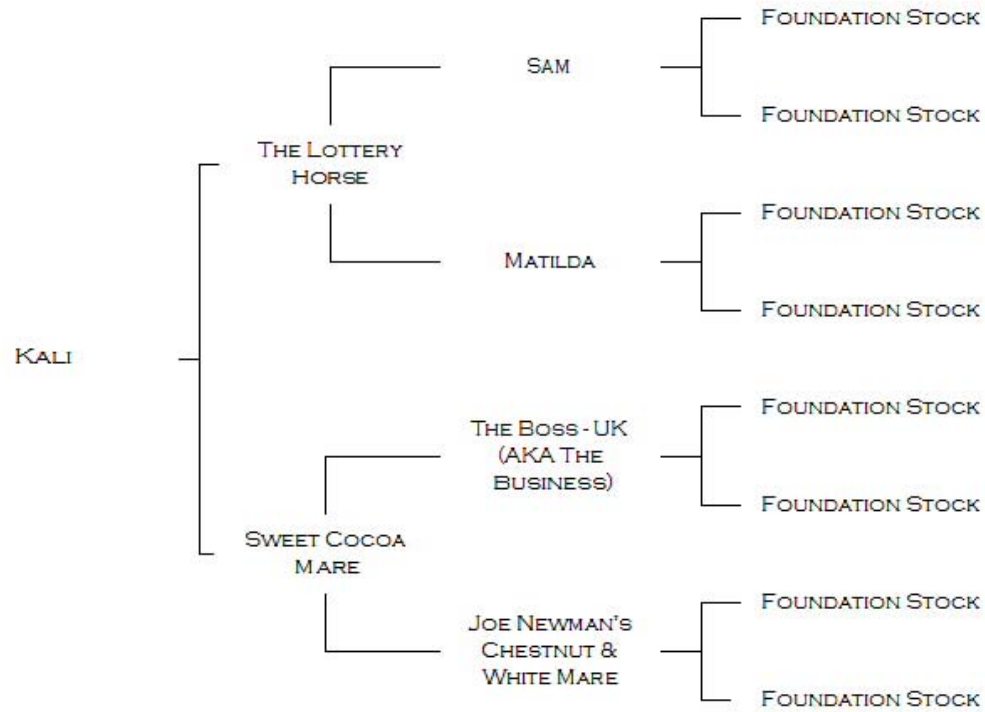 Foundation Stock
Sam
Foundation Stock
The Lottery
Horse
Foundation Stock
Matilda
Foundation Stock
Kali
Foundation Stock
The Boss - UK
(AKA The
Business)
Foundation Stock
Sweet Cocoa
Mare
Foundation Stock
Joe Newman's
Chestnut &
White Mare
Foundation Stock